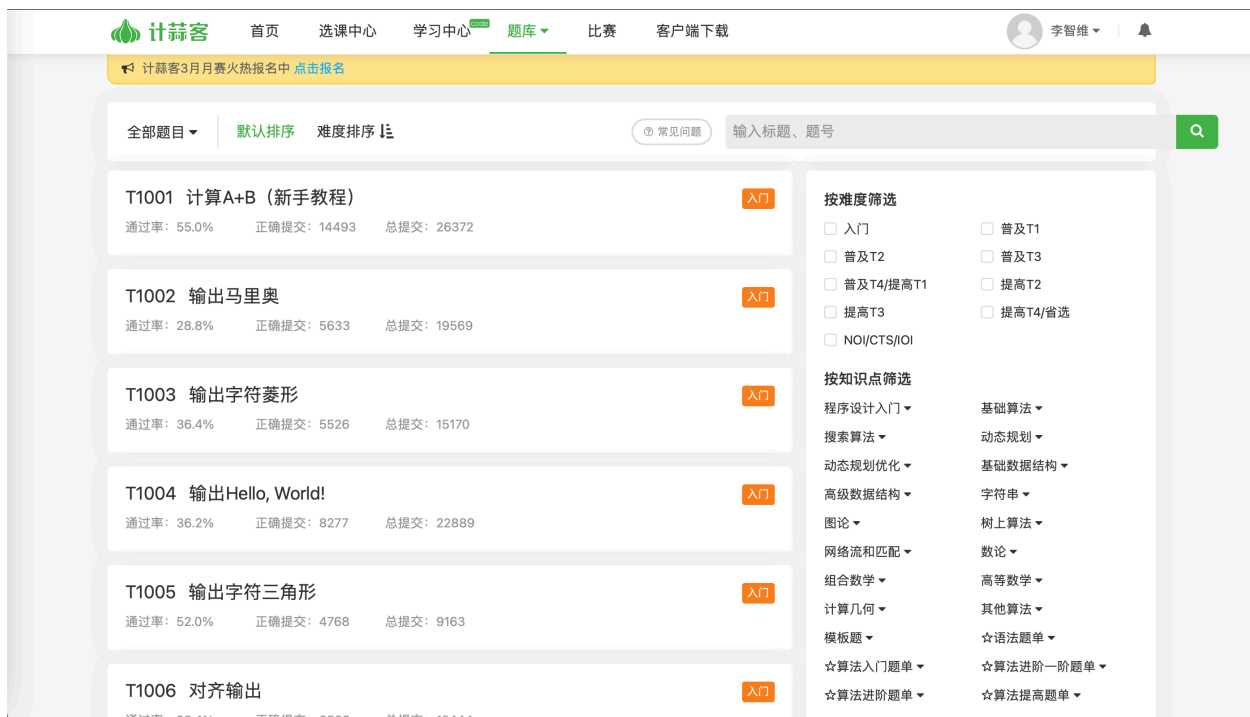 计蒜客 首页 选课中心 学习中心 code 题库 比赛 客户端下载 李智维
计蒜客3月月赛火热报名中 点击报名
全部题目 默认排序 难度排序 常见问题 输入标题、题号
T1001 计算A+B（新手教程） 入门
通过率：55.0% 正确提交：14493 总提交：26372
T1002 输出马里奥 入门
通过率：28.8% 正确提交：5633 总提交：19569
T1003 输出字符菱形 入门
通过率：36.4% 正确提交：5526 总提交：15170
T1004 输出Hello, World! 入门
通过率：36.2% 正确提交：8277 总提交：22889
T1005 输出字符三角形 入门
通过率：52.0% 正确提交：4768 总提交：9163
T1006 对齐输出 入门
按难度筛选
入门 普及T1
普及T2 普及T3
普及T4/提高T1 提高T2
提高T3 提高T4/省选
NOI/CTS/IOI
按知识点筛选
程序设计入门 基础算法
搜索算法 动态规划
动态规划优化 基础数据结构
高级数据结构 字符串
图论 树上算法
网络流和匹配 数论
组合数学 高等数学
计算几何 其他算法
模板题 ☆语法题单
☆算法入门题单 ☆算法进阶一阶题单
☆算法进阶题单 ☆算法提高题单